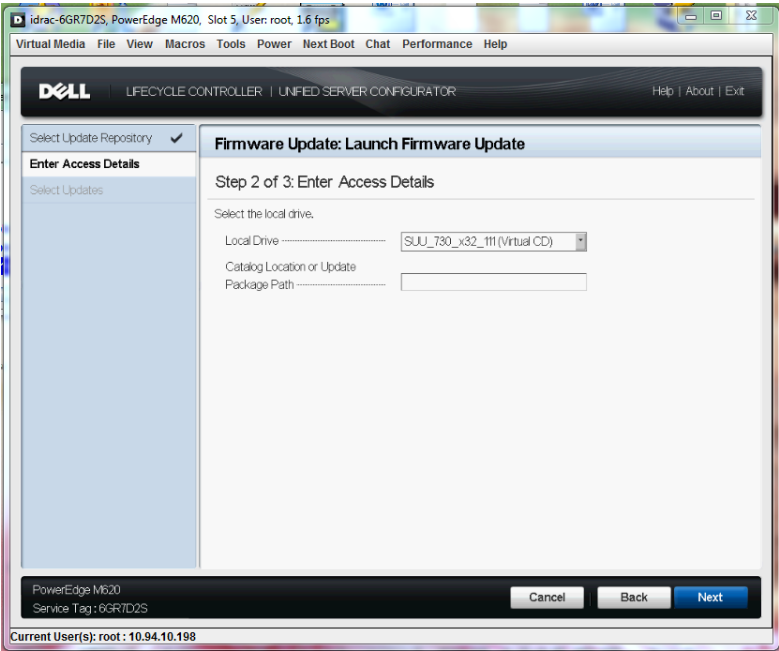 idrac-6GR7D2S, PowerEdge M620, Slot 5, User: root, 1.6 fps
Virtual Media File View Macros Tools Power Next Boot Chat Performance Help
DELL LIFECYCLE CONTROLLER | UNIFIED SERVER CONFIGURATOR Help | About | Exit
Select Update Repository
Enter Access Details
Select Updates
Firmware Update: Launch Firmware Update
Step 2 of 3: Enter Access Details
Select the local drive.
Local Drive SUU_730_x32_111 (Virtual CD)
Catalog Location or Update
Package Path
PowerEdge M620
Service Tag : 6GR7D2S
Cancel Back Next
Current User(s): root : 10.94.10.198